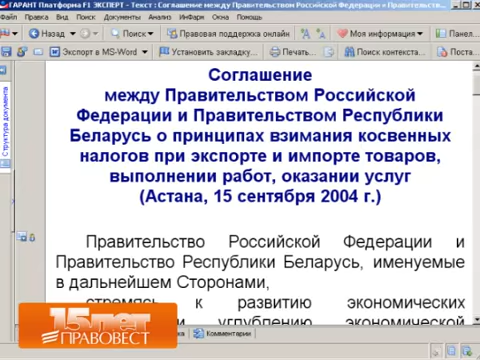 ГАРАНТ Платформа F1 ЭКСПЕРТ - Текст : Соглашение между Правительством Российской Федерации и Правительств...
Файл Правка Вид Поиск Документы Анализ ИнФарм Окна Помощь
Назад Поиск Правовая поддержка онлайн Моя информация Панел...
Экспорт в MS-Word Установить закладку... Печать... Поиск контекста... Поста...
Структура документа
Соглашение
между Правительством Российской
Федерации и Правительством Республики
Беларусь о принципах взимания косвенных
налогов при экспорте и импорте товаров,
выполнении работ, оказании услуг
(Астана, 15 сентября 2004 г.)
Правительство Российской Федерации и
Правительство Республики Беларусь, именуемые
в дальнейшем Сторонами,
стремясь к развитию экономических
и углублению экономической
15 лет
ПРАВОВЕСТ
Комментарии